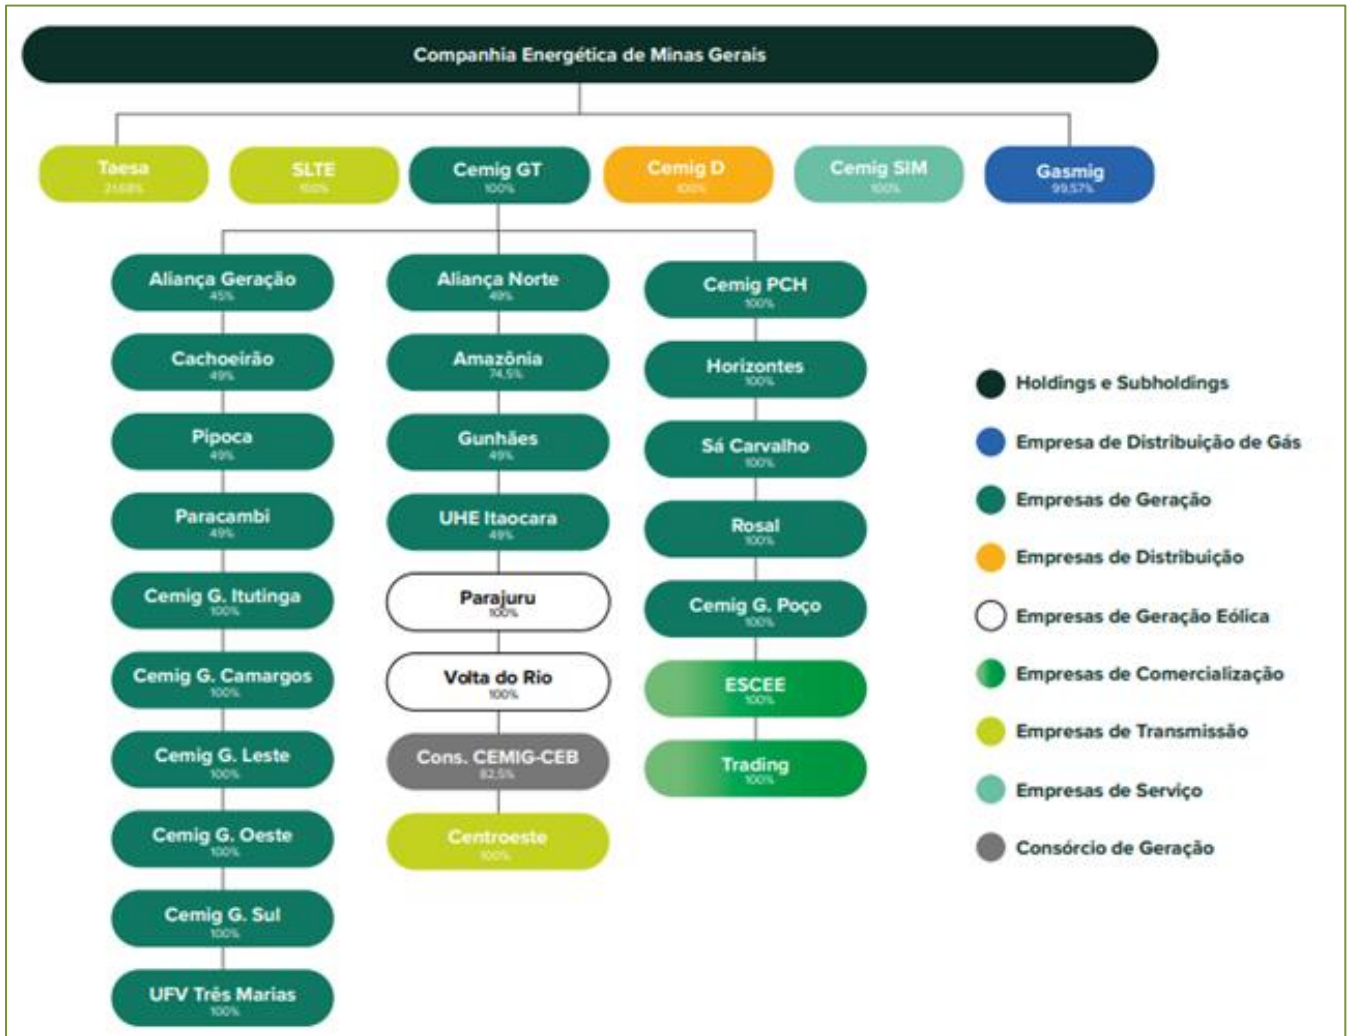 Companhia Energética de Minas Gerais
Taesa
21,68%
SLTE
100%
Cemig GT
100%
Cemig D
100%
Cemig SIM
100%
Gasmig
99,57%
Aliança Geração
45%
Cachoeirão
49%
Pipoca
49%
Paracambi
49%
Cemig G. Itutinga
100%
Cemig G. Camargos
100%
Cemig G. Leste
100%
Cemig G. Oeste
100%
Cemig G. Sul
100%
UFV Três Marias
100%
Aliança Norte
49%
Amazônia
74,5%
Gunhães
49%
UHE Itaocara
49%
Parajuru
100%
Volta do Rio
100%
Cons. CEMIG-CEB
82,5%
Centroeste
100%
Cemig PCH
100%
Horizontes
100%
Sá Carvalho
100%
Rosal
100%
Cemig G. Poço
100%
ESCEE
100%
Trading
100%
Holdings e Subholdings
Empresa de Distribuição de Gás
Empresas de Geração
Empresas de Distribuição
Empresas de Geração Eólica
Empresas de Comercialização
Empresas de Transmissão
Empresas de Serviço
Consórcio de Geração